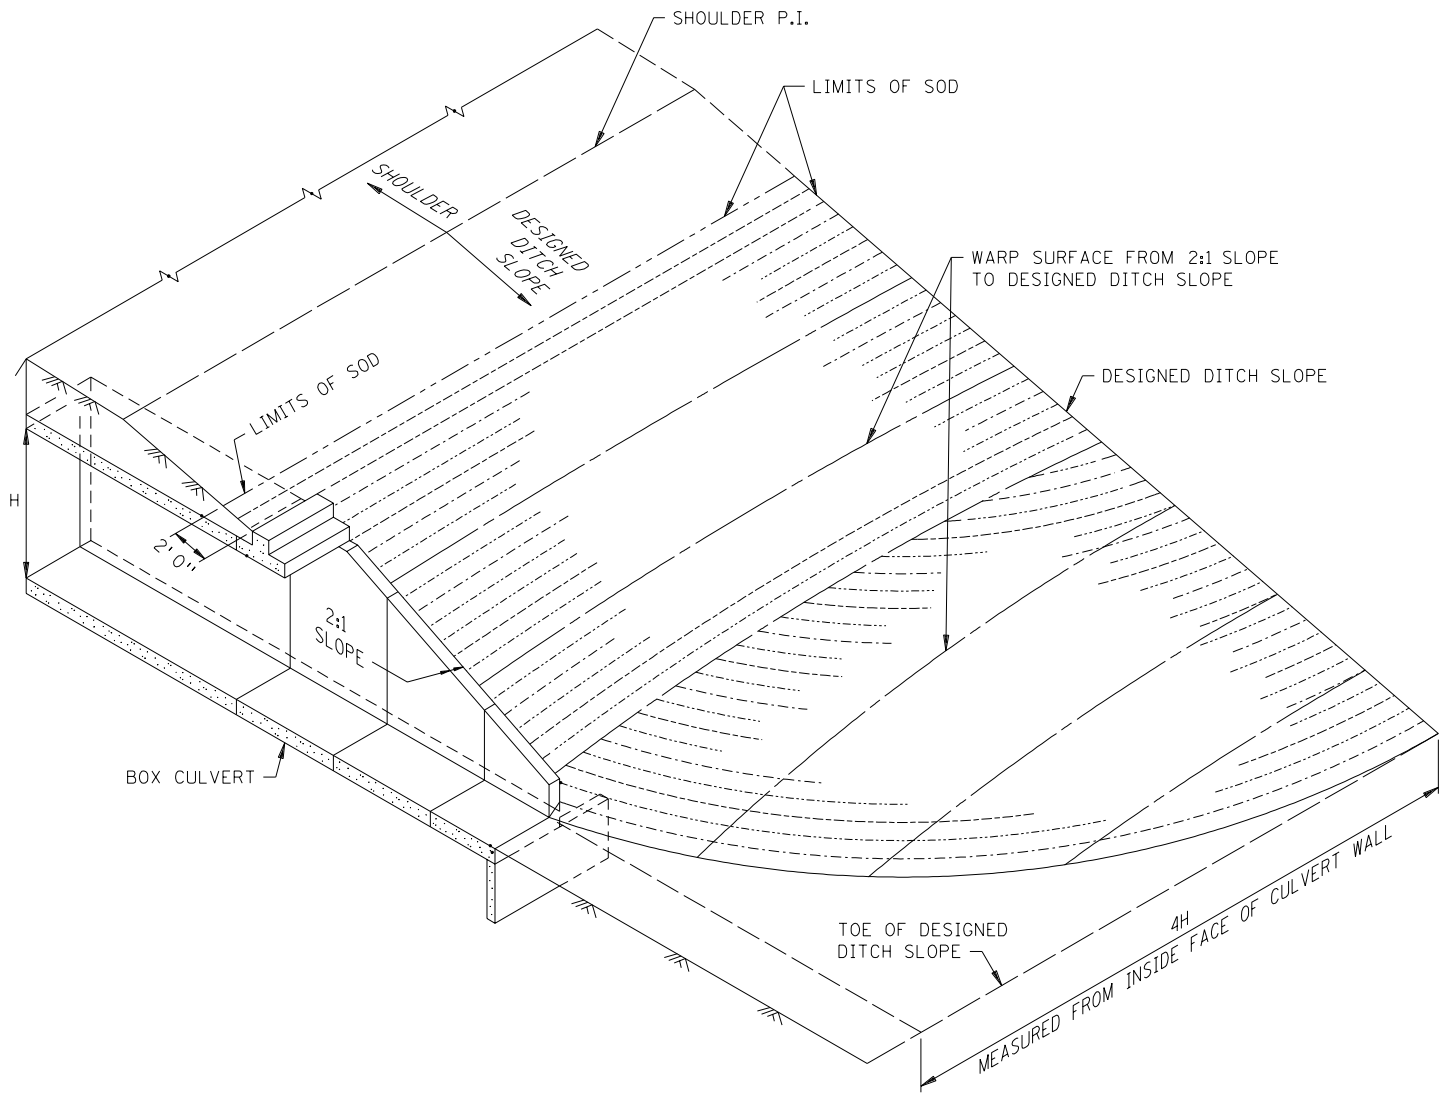 SHOULDER P.I.
LIMITS OF SOD
SHOULDER
DESIGNED
DITCH
SLOPE
WARP SURFACE FROM 2:1 SLOPE
TO DESIGNED DITCH SLOPE
LIMITS OF SOD
DESIGNED DITCH SLOPE
H
2'0"
2:1
SLOPE
BOX CULVERT
TOE OF DESIGNED
DITCH SLOPE
4H
MEASURED FROM INSIDE FACE OF CULVERT WALL